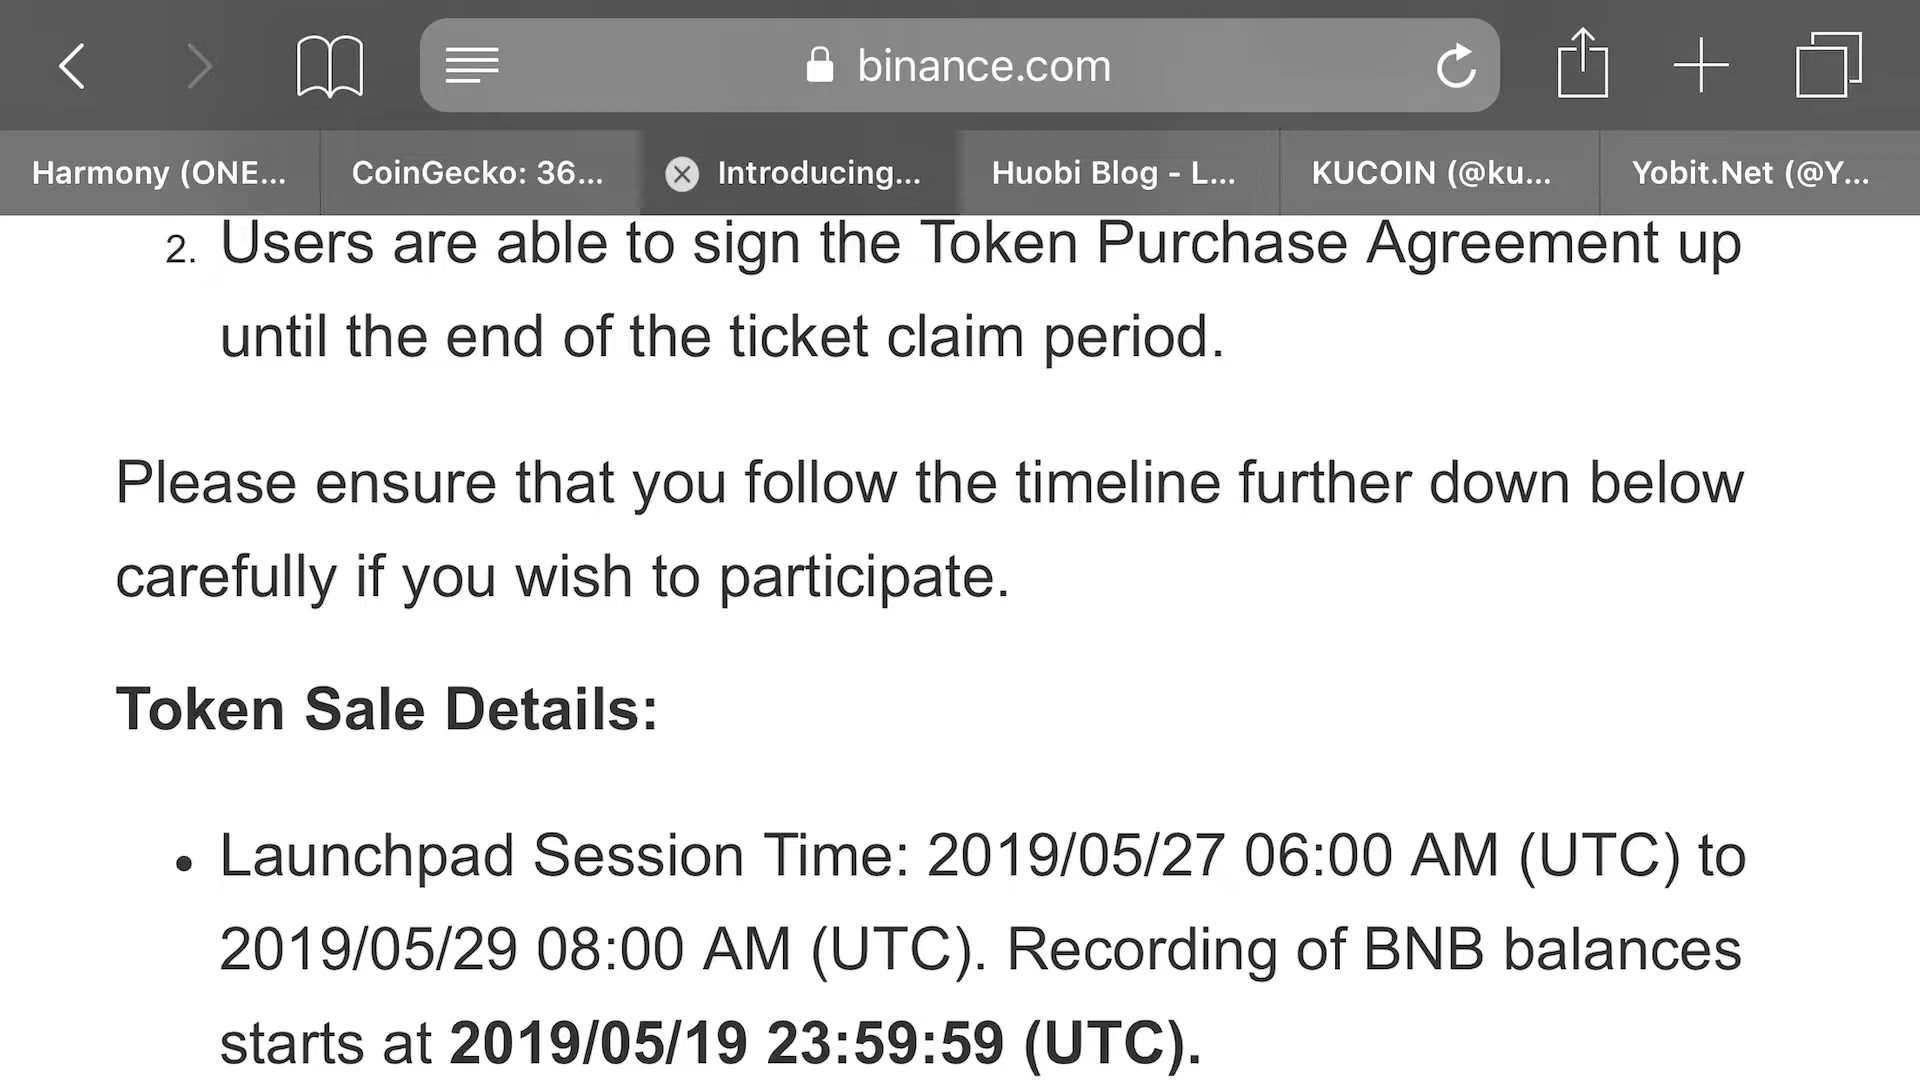 binance.com
Harmony (ONE...
CoinGecko: 36...
Introducing...
Huobi Blog - L...
KUCOIN (@ku...
Yobit.Net (@Y...
2. Users are able to sign the Token Purchase Agreement up
until the end of the ticket claim period.
Please ensure that you follow the timeline further down below
carefully if you wish to participate.
Token Sale Details:
• Launchpad Session Time: 2019/05/27 06:00 AM (UTC) to
2019/05/29 08:00 AM (UTC). Recording of BNB balances
starts at 2019/05/19 23:59:59 (UTC).